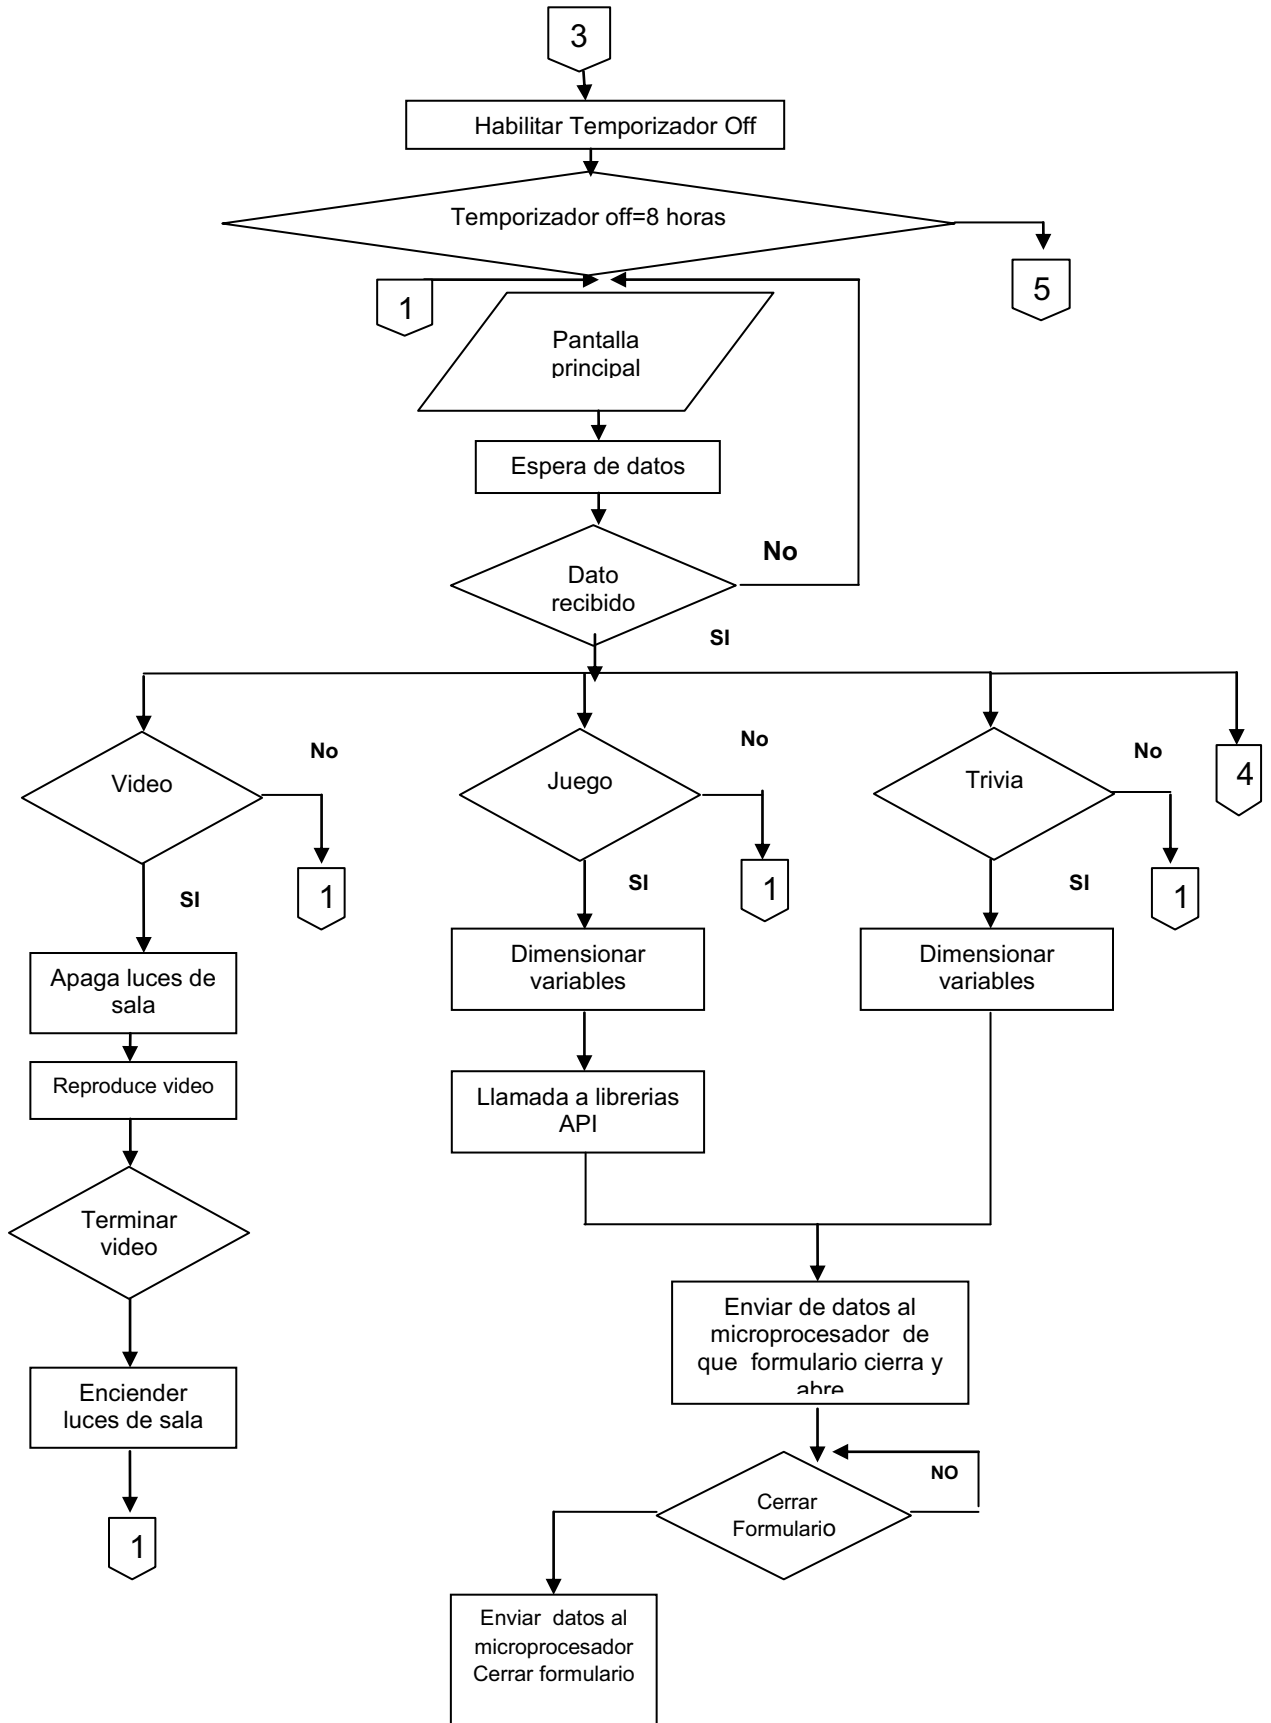 3
Habilitar Temporizador Off
Temporizador off=8 horas
1
5
Pantalla
principal
Espera de datos
No
Dato
recibido
SI
No
No
No
Video
Juego
Trivia
4
1
1
1
SI
SI
SI
Apaga luces de
sala
Dimensionar
variables
Dimensionar
variables
Reproduce video
Llamada a librerias
API
Terminar
video
Enviar de datos al
microprocesador de
que formulario cierra y
abre
Enciender
luces de sala
NO
Cerrar
Formulario
1
Enviar datos al
microprocesador
Cerrar formulario